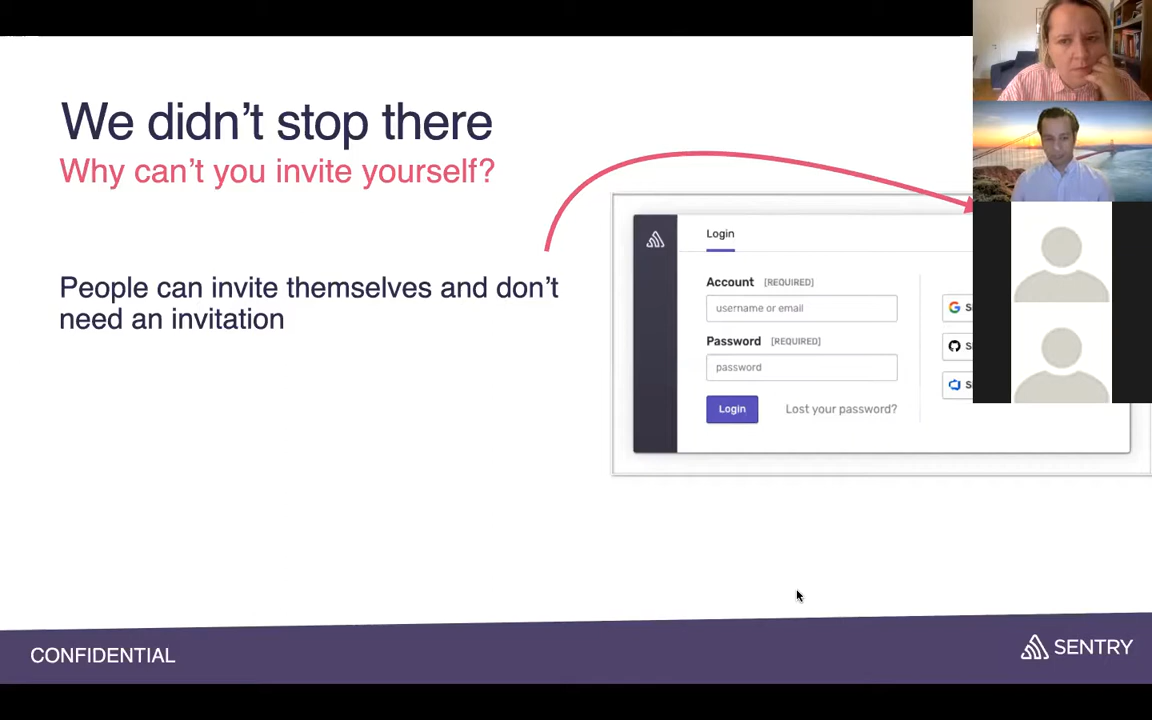 We didn't stop there
Why can't you invite yourself?
People can invite themselves and don't
need an invitation
Login
Account [REQUIRED]
username or email
Password [REQUIRED]
password
Login Lost your password?
CONFIDENTIAL
SENTRY